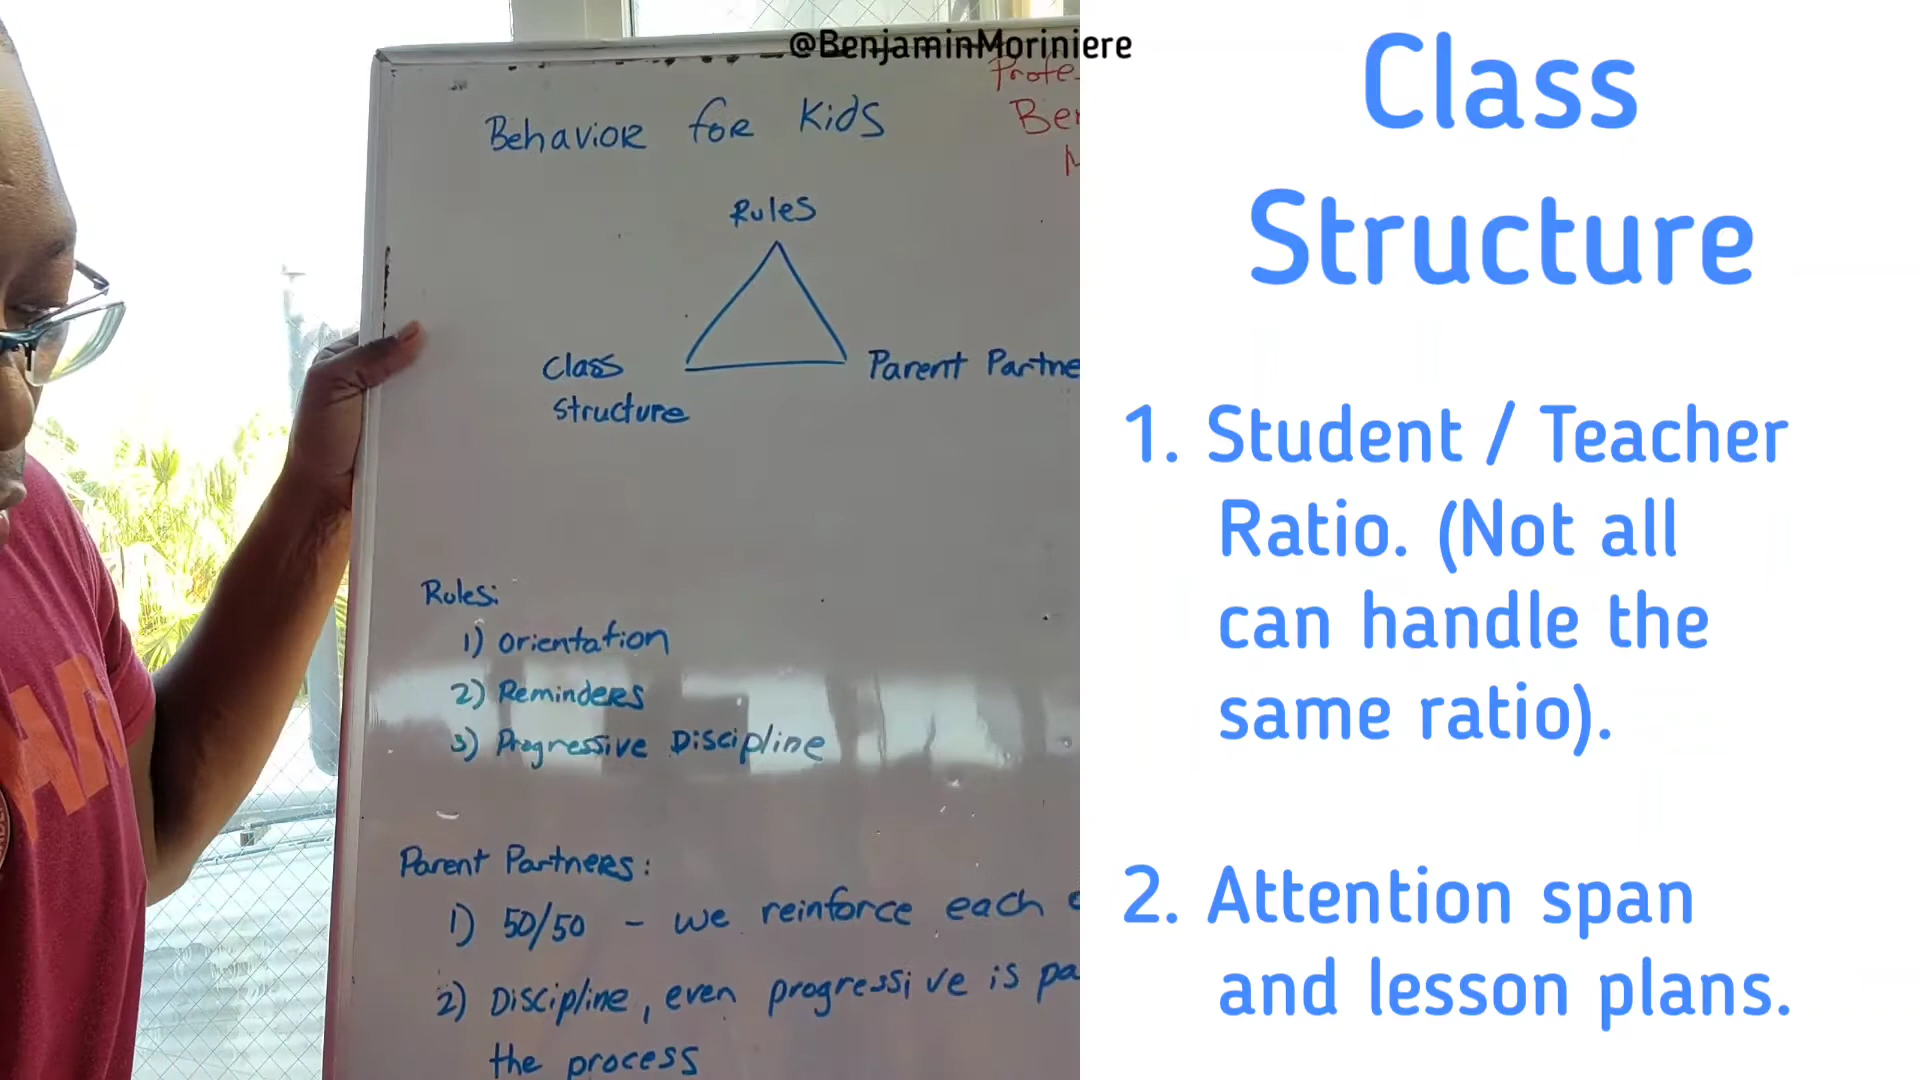 @BenjaminMoriniere
Behavior for Kids
Rules
Class
Structure
Parent
Rules:
1) Orientation
2) Reminders
3) Progressive Discipline
Parent Partners:
1) 50/50 - we reinforce each
2) Discipline, even progressive is
the process
Class
Structure
1. Student / Teacher
Ratio. (Not all
can handle the
same ratio).
2. Attention span
and lesson plans.